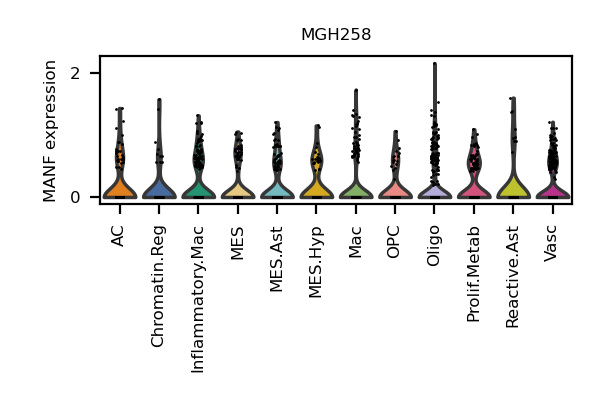 MGH258
MANF expression
2
0
AC
Chromatin.Reg
Inflammatory.Mac
MES
MES.Ast
MES.Hyp
Mac
OPC
Oligo
Prolif.Metab
Reactive.Ast
Vasc